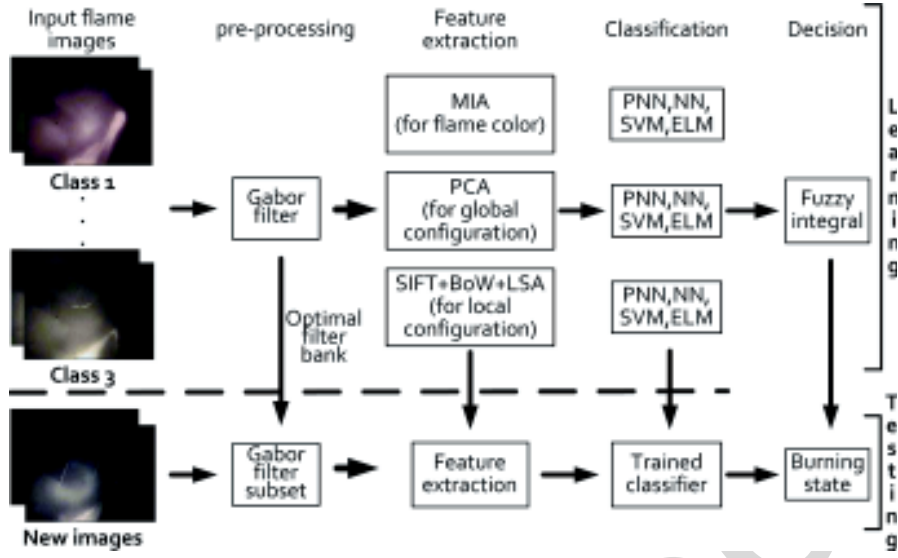 Input flame
images
pre-processing
Feature
extraction
Classification
Decision
MIA
(for flame color)
PNN,NN,
SVM,ELM
Class 1
Gabor
filter
PCA
(for global
configuration)
PNN,NN,
SVM,ELM
Fuzzy
integral
Learning
SIFT+BoW+LSA
(for local
configuration)
PNN,NN,
SVM,ELM
Optimal
filter
bank
Class 3
Gabor
filter
subset
Feature
extraction
Trained
classifier
Burning
state
Testing
New images